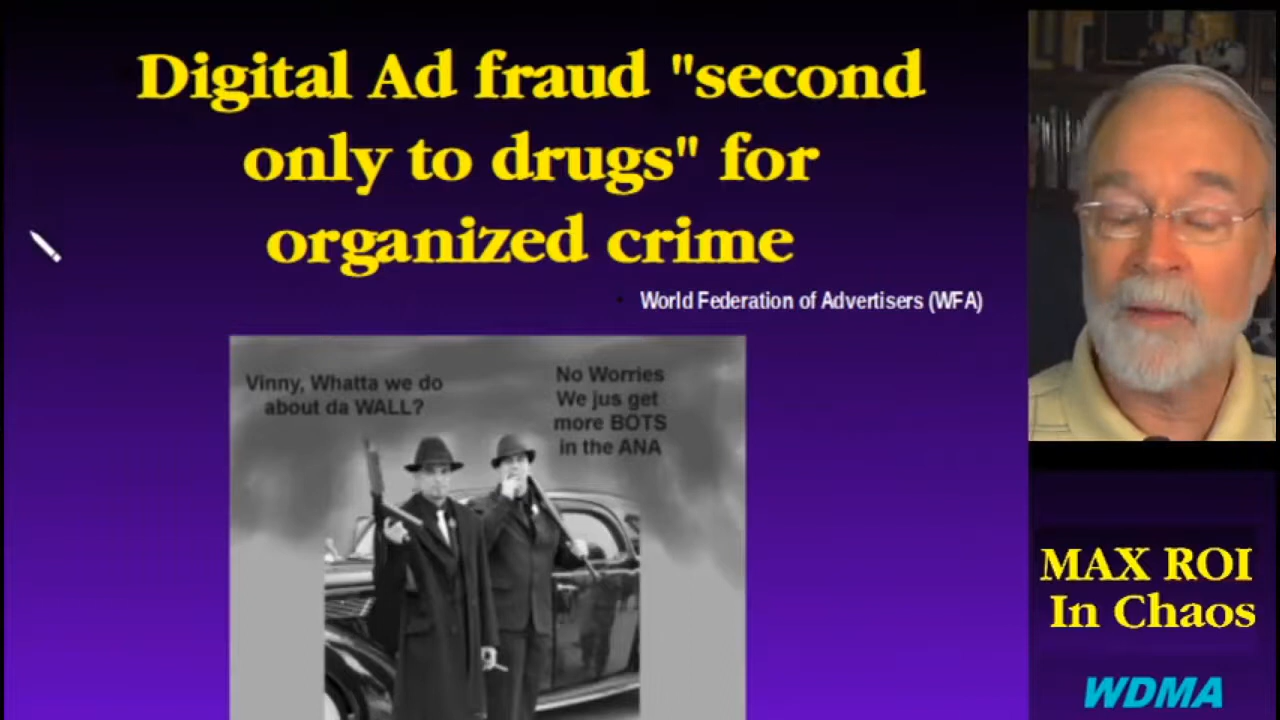 Digital Ad fraud "second
only to drugs" for
organized crime
World Federation of Advertisers (WFA)
Vinny, Whatta we do
about da WALL?
No Worries
We jus get
more BOTS
in the ANA
MAX ROI
In Chaos
WDMA